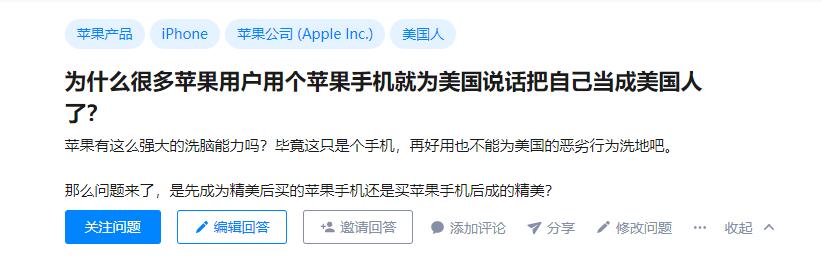 苹果产品 iPhone 苹果公司 (Apple Inc.) 美国人
为什么很多苹果用户用个苹果手机就为美国说话把自己当成美国人
了?
苹果有这么强大的洗脑能力吗？毕竟这只是个手机，再好用也不能为美国的恶劣行为洗地吧。
那么问题来了，是先成为精美后买的苹果手机还是买苹果手机后成的精美?
关注问题 编辑回答 邀请回答 添加评论 分享 修改问题 ··· 收起